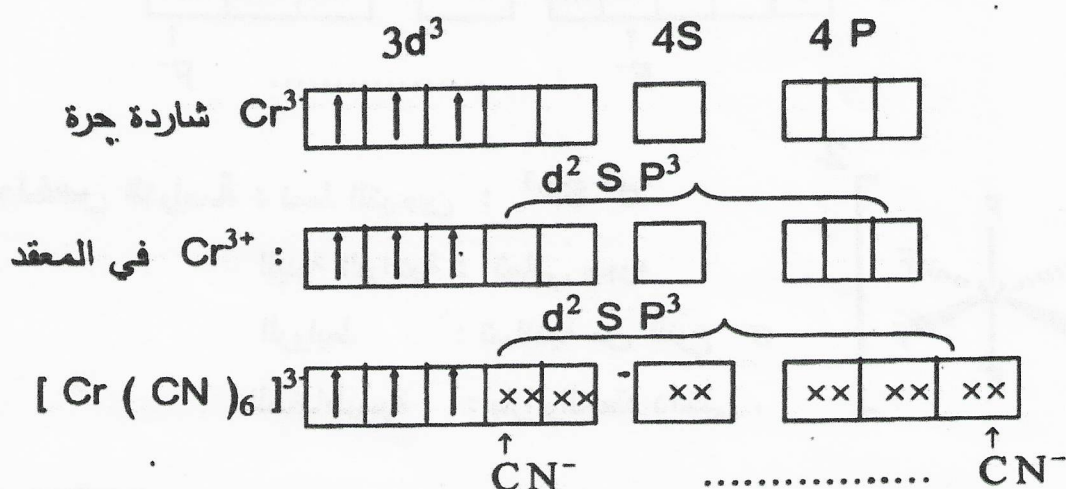 3d³ 4S 4 P
شاردة حرة Cr³⁺
d² S P³
في المعقد Cr³⁺ :
d² S P³
[ Cr ( CN )₆ ]³⁻ ×× ×× ×× ×× ×× ××
CN⁻ ................ CN⁻